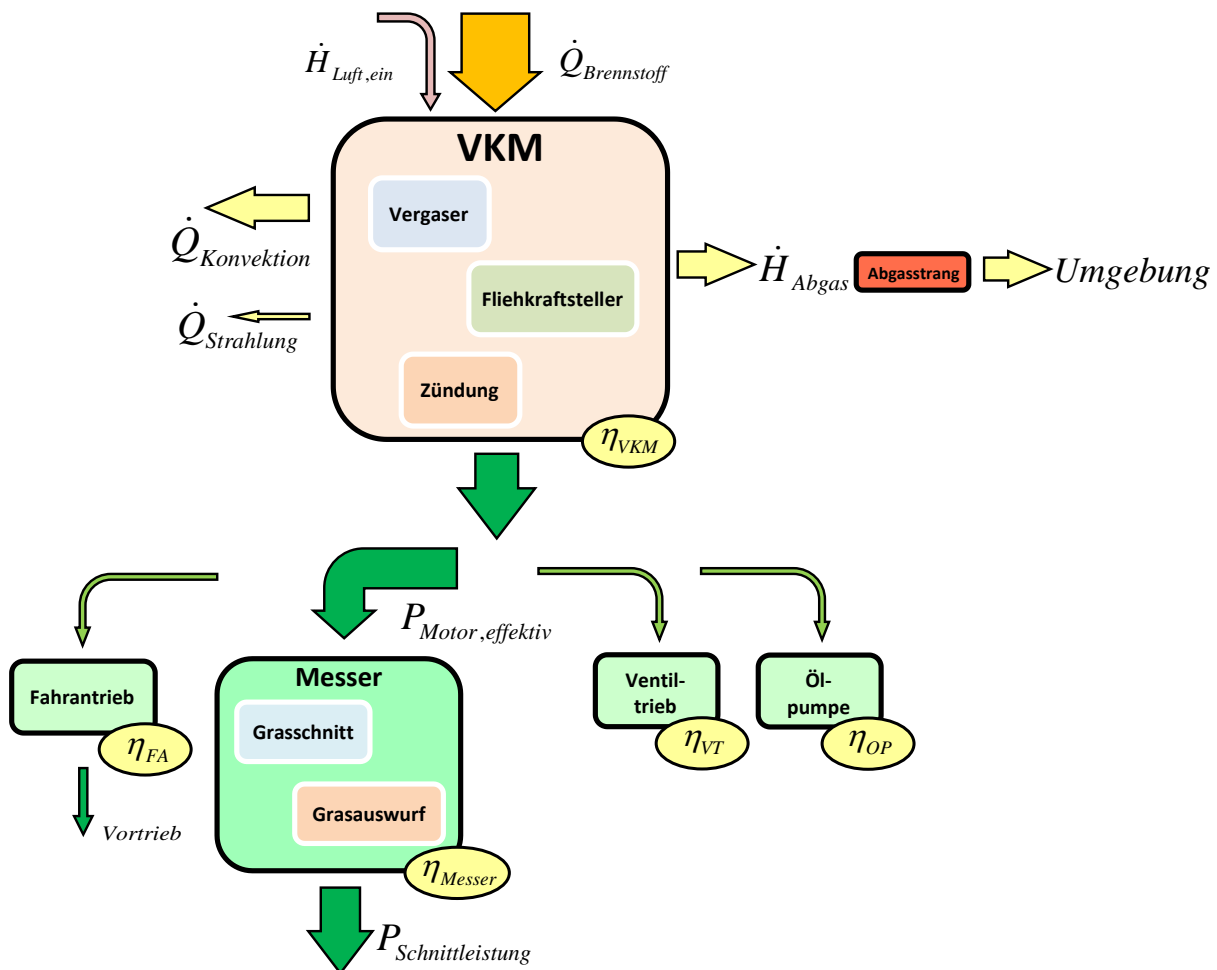 Ḣ Luft,ein
Q̇ Brennstoff
VKM
Vergaser
Q̇ Konvektion
Fliehkraftsteller
Ḣ Abgas
Abgasstrang
Umgebung
Q̇ Strahlung
Zündung
η VKM
P Motor,effektiv
Fahrantrieb
η FA
Vortrieb
Messer
Grasschnitt
Grasauswurf
η Messer
Ventil-
trieb
η VT
Öl-
pumpe
η OP
P Schnittleistung